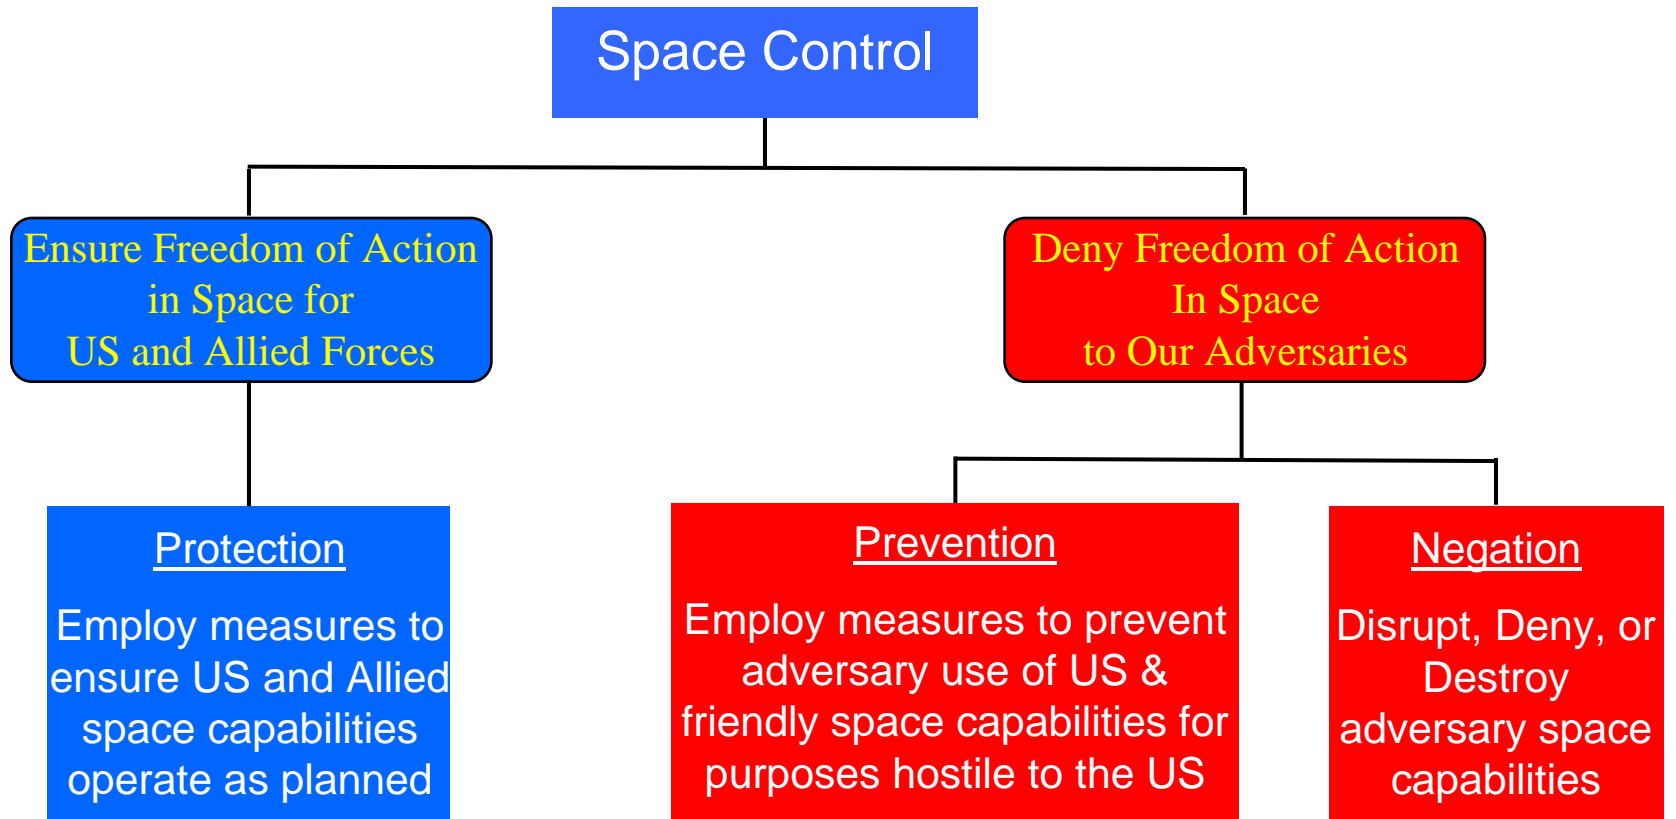 Space Control
Ensure Freedom of Action
in Space for
US and Allied Forces
Deny Freedom of Action
In Space
to Our Adversaries
Protection
Employ measures to
ensure US and Allied
space capabilities
operate as planned
Prevention
Employ measures to prevent
adversary use of US &
friendly space capabilities for
purposes hostile to the US
Negation
Disrupt, Deny, or
Destroy
adversary space
capabilities